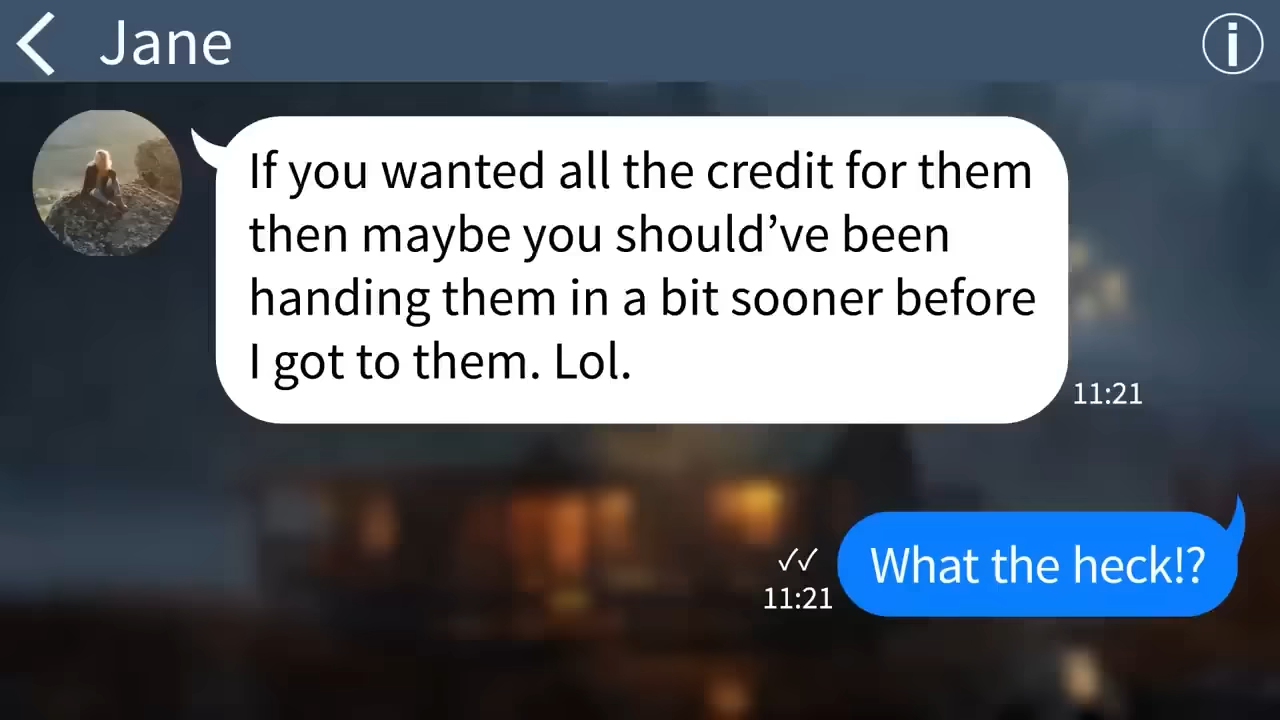 Jane
If you wanted all the credit for them
then maybe you should’ve been
handing them in a bit sooner before
I got to them. Lol.
11:21
What the heck!?
11:21